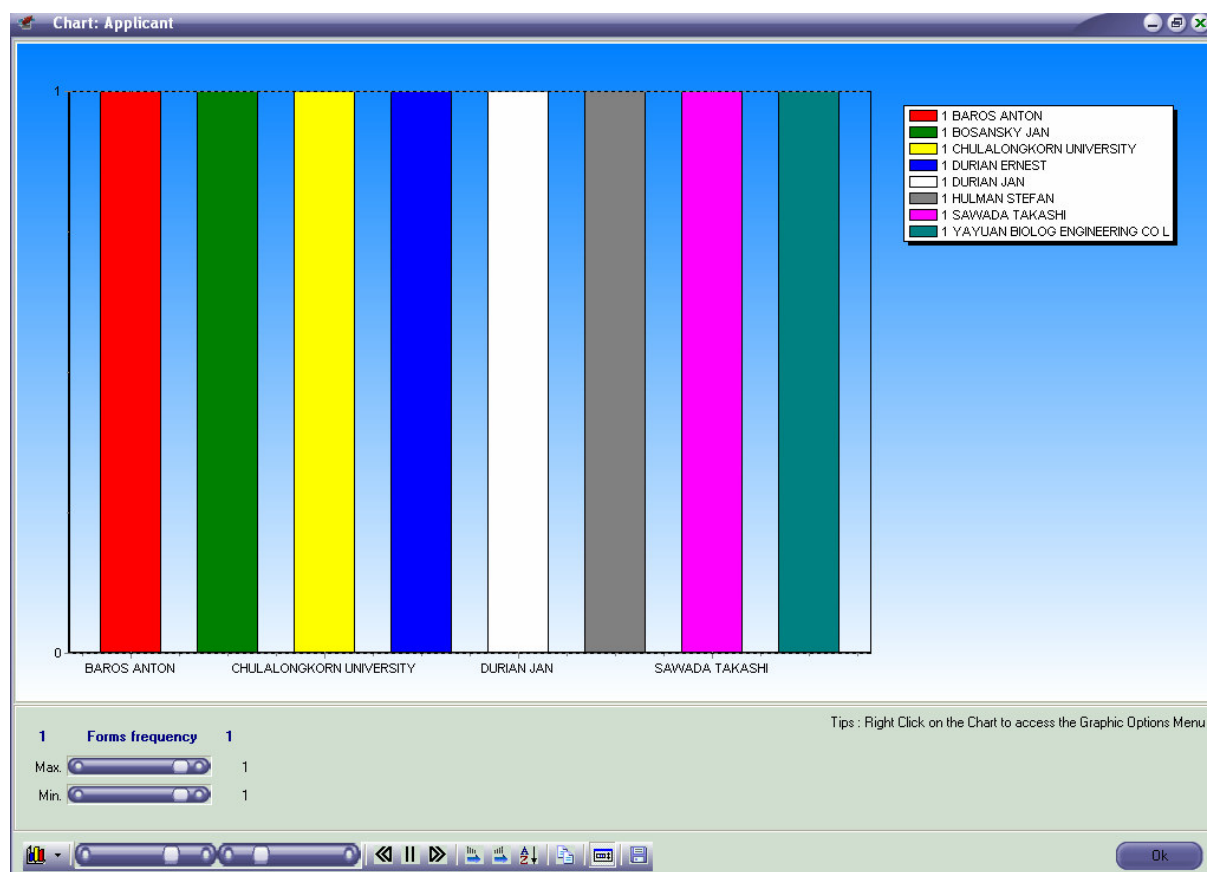 Chart: Applicant
1
0
BAROS ANTON
CHULALONGKORN UNIVERSITY
DURIAN JAN
SAWADA TAKASHI
1 BAROS ANTON
1 BOSANSKY JAN
1 CHULALONGKORN UNIVERSITY
1 DURIAN ERNEST
1 DURIAN JAN
1 HULMAN STEFAN
1 SAWADA TAKASHI
1 YAYUAN BIOLOG ENGINEERING CO L
Tips : Right Click on the Chart to access the Graphic Options Menu
1 Forms frequency 1
Max. 1
Min. 1
Ok